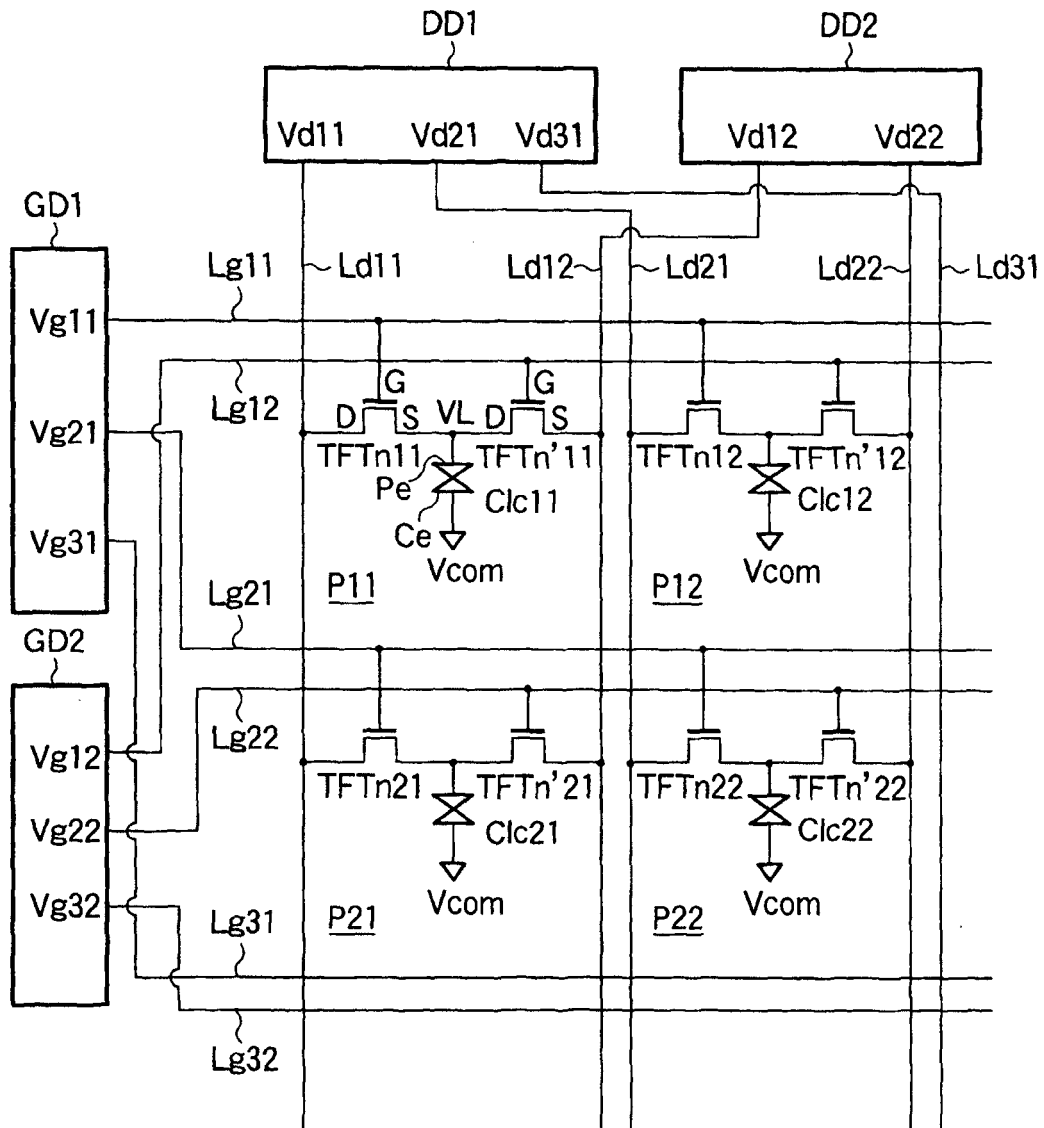 DD1 DD2
Vd11 Vd21 Vd31 Vd12 Vd22
GD1
Lg11 Ld11 Ld12 Ld21 Ld22 Ld31
Vg11
G G
Lg12
Vg21 D S VL D S
TFTn11 TFTn'11 TFTn12 TFTn'12
Pe Clc11 Clc12
Vg31 Ce
Vcom Vcom
Lg21 P11 P12
GD2
Lg22
Vg12
TFTn21 TFTn'21 TFTn22 TFTn'22
Vg22 Clc21 Clc22
Vg32 Vcom Vcom
Lg31 P21 P22
Lg32